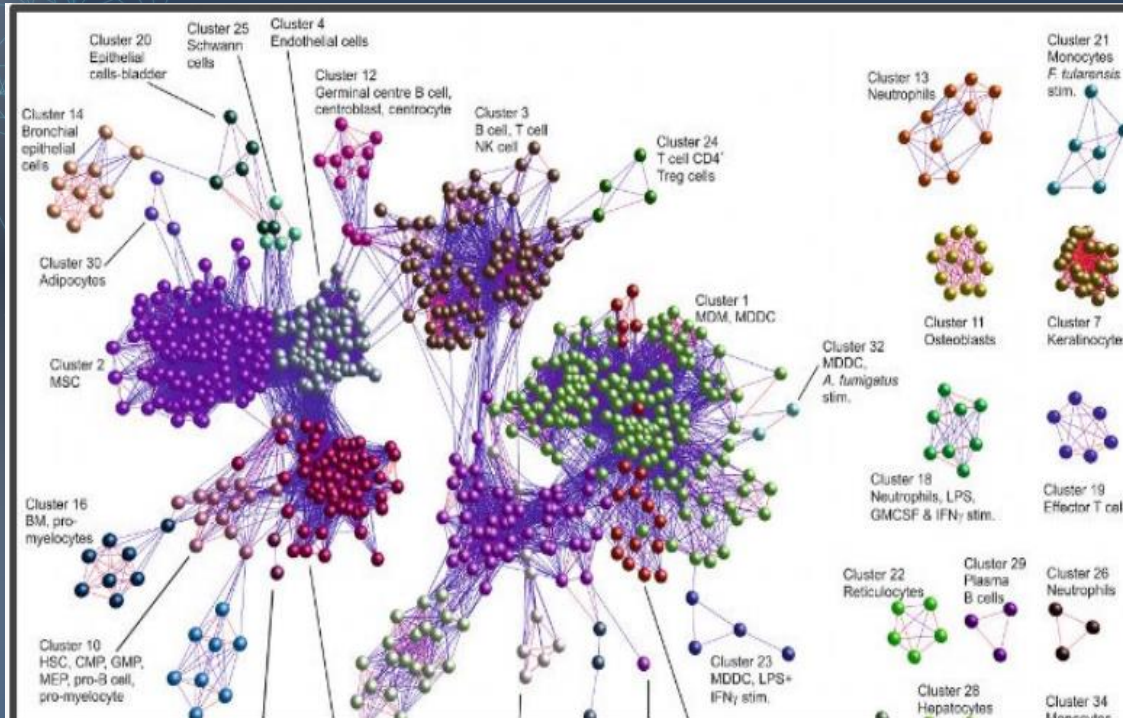 Cluster 20
Epithelial
cells-bladder
Cluster 25
Schwann
cells
Cluster 4
Endothelial cells
Cluster 12
Germinal centre B cell,
centroblast, centrocyte
Cluster 3
B cell, T cell
NK cell
Cluster 24
T cell CD4+
Treg cells
Cluster 13
Neutrophils
Cluster 21
Monocytes
F. tularensis
stim.
Cluster 14
Bronchial
epithelial
cells
Cluster 30
Adipocytes
Cluster 2
MSC
Cluster 1
MDM, MDDC
Cluster 32
MDDC,
A. fumigatus
stim.
Cluster 11
Osteoblasts
Cluster 7
Keratinocyte
Cluster 18
Neutrophils, LPS,
GMCSF & IFNγ stim.
Cluster 19
Effector T cel
Cluster 16
BM, pro-
myelocytes
Cluster 10
HSC, CMP, GMP,
MEP, pro-B cell,
pro-myelocyte
Cluster 23
MDDC, LPS+
IFNγ stim.
Cluster 22
Reticulocytes
Cluster 29
Plasma
B cells
Cluster 26
Neutrophils
Cluster 28
Hepatocytes
Cluster 34